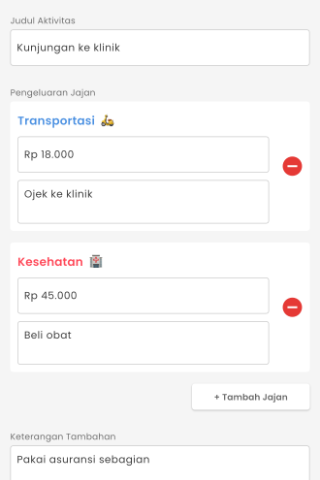 Judul Aktivitas
Kunjungan ke klinik
Pengeluaran Jajan
Transportasi 🛵
Rp 18.000
Ojek ke klinik
Kesehatan 🏥
Rp 45.000
Beli obat
+ Tambah Jajan
Keterangan Tambahan
Pakai asuransi sebagian